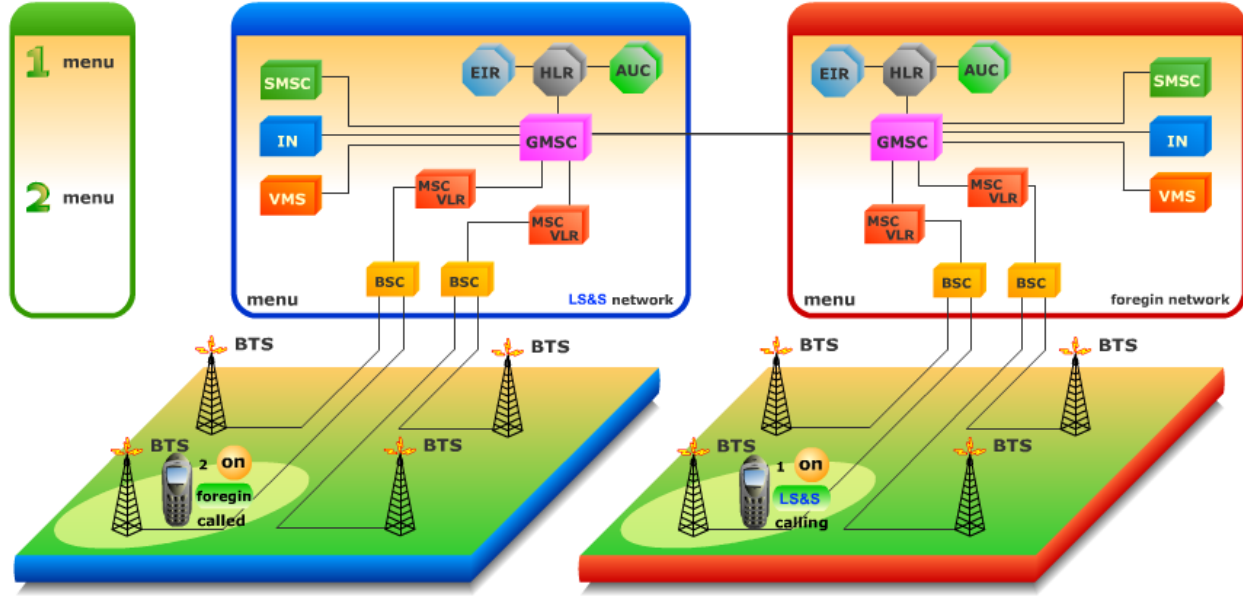 1 menu
2 menu
EIR
HLR
AUC
SMSC
IN
VMS
GMSC
MSC
VLR
MSC
VLR
BSC
BSC
menu
LS&S network
EIR
HLR
AUC
SMSC
IN
VMS
GMSC
MSC
VLR
MSC
VLR
BSC
BSC
menu
foregin network
BTS
BTS
BTS
BTS
2 on
foregin
called
BTS
BTS
BTS
BTS
1 on
LS&S
calling